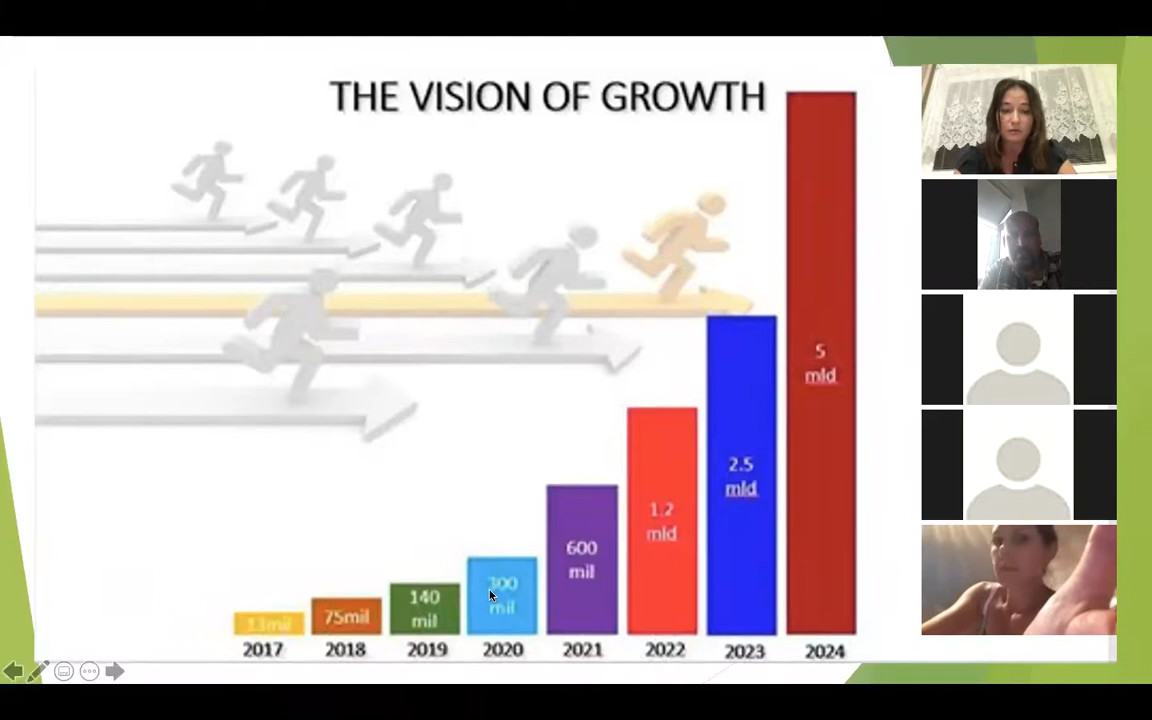 THE VISION OF GROWTH
5
mld
2.5
mld
1.2
mld
600
mil
300
mil
140
mil
75mil
13mil
2017 2018 2019 2020 2021 2022 2023 2024